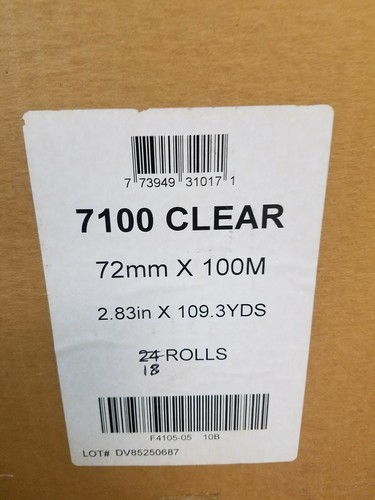 7 73949 31017 1
7100 CLEAR
72mm X 100M
2.83in X 109.3YDS
24 ROLLS
18
F4105-05 10B
LOT# DV85250687